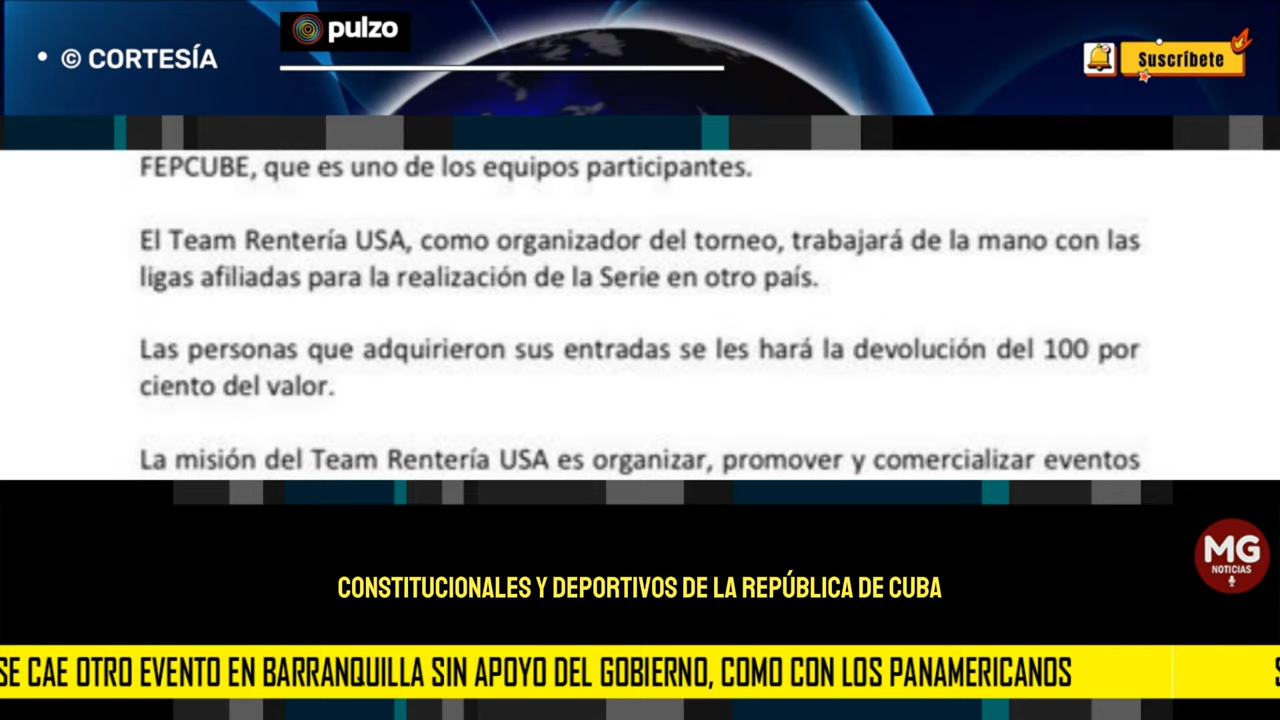 • © CORTESÍA
pulzo
Suscríbete
FEPCUBE, que es uno de los equipos participantes.
El Team Rentería USA, como organizador del torneo, trabajará de la mano con las
ligas afiliadas para la realización de la Serie en otro país.
Las personas que adquirieron sus entradas se les hará la devolución del 100 por
ciento del valor.
La misión del Team Rentería USA es organizar, promover y comercializar eventos
MG
NOTICIAS
CONSTITUCIONALES Y DEPORTIVOS DE LA REPÚBLICA DE CUBA
SE CAE OTRO EVENTO EN BARRANQUILLA SIN APOYO DEL GOBIERNO, COMO CON LOS PANAMERICANOS